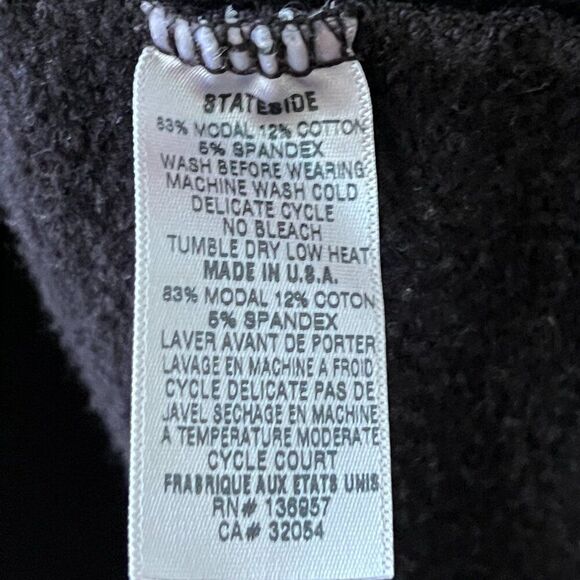 STATESIDE
83% MODAL 12% COTTON
5% SPANDEX
WASH BEFORE WEARING
MACHINE WASH COLD
DELICATE CYCLE
NO BLEACH
TUMBLE DRY LOW HEAT
MADE IN U.S.A.
83% MODAL 12% COTON
5% SPANDEX
LAVER AVANT DE PORTER
LAVAGE EN MACHINE A FROID
CYCLE DELICATE PAS DE
JAVEL SECHAGE EN MACHINE
A TEMPERATURE MODERATE
CYCLE COURT
FRABRIQUE AUX ETATS UNIS
RN# 136957
CA# 32054